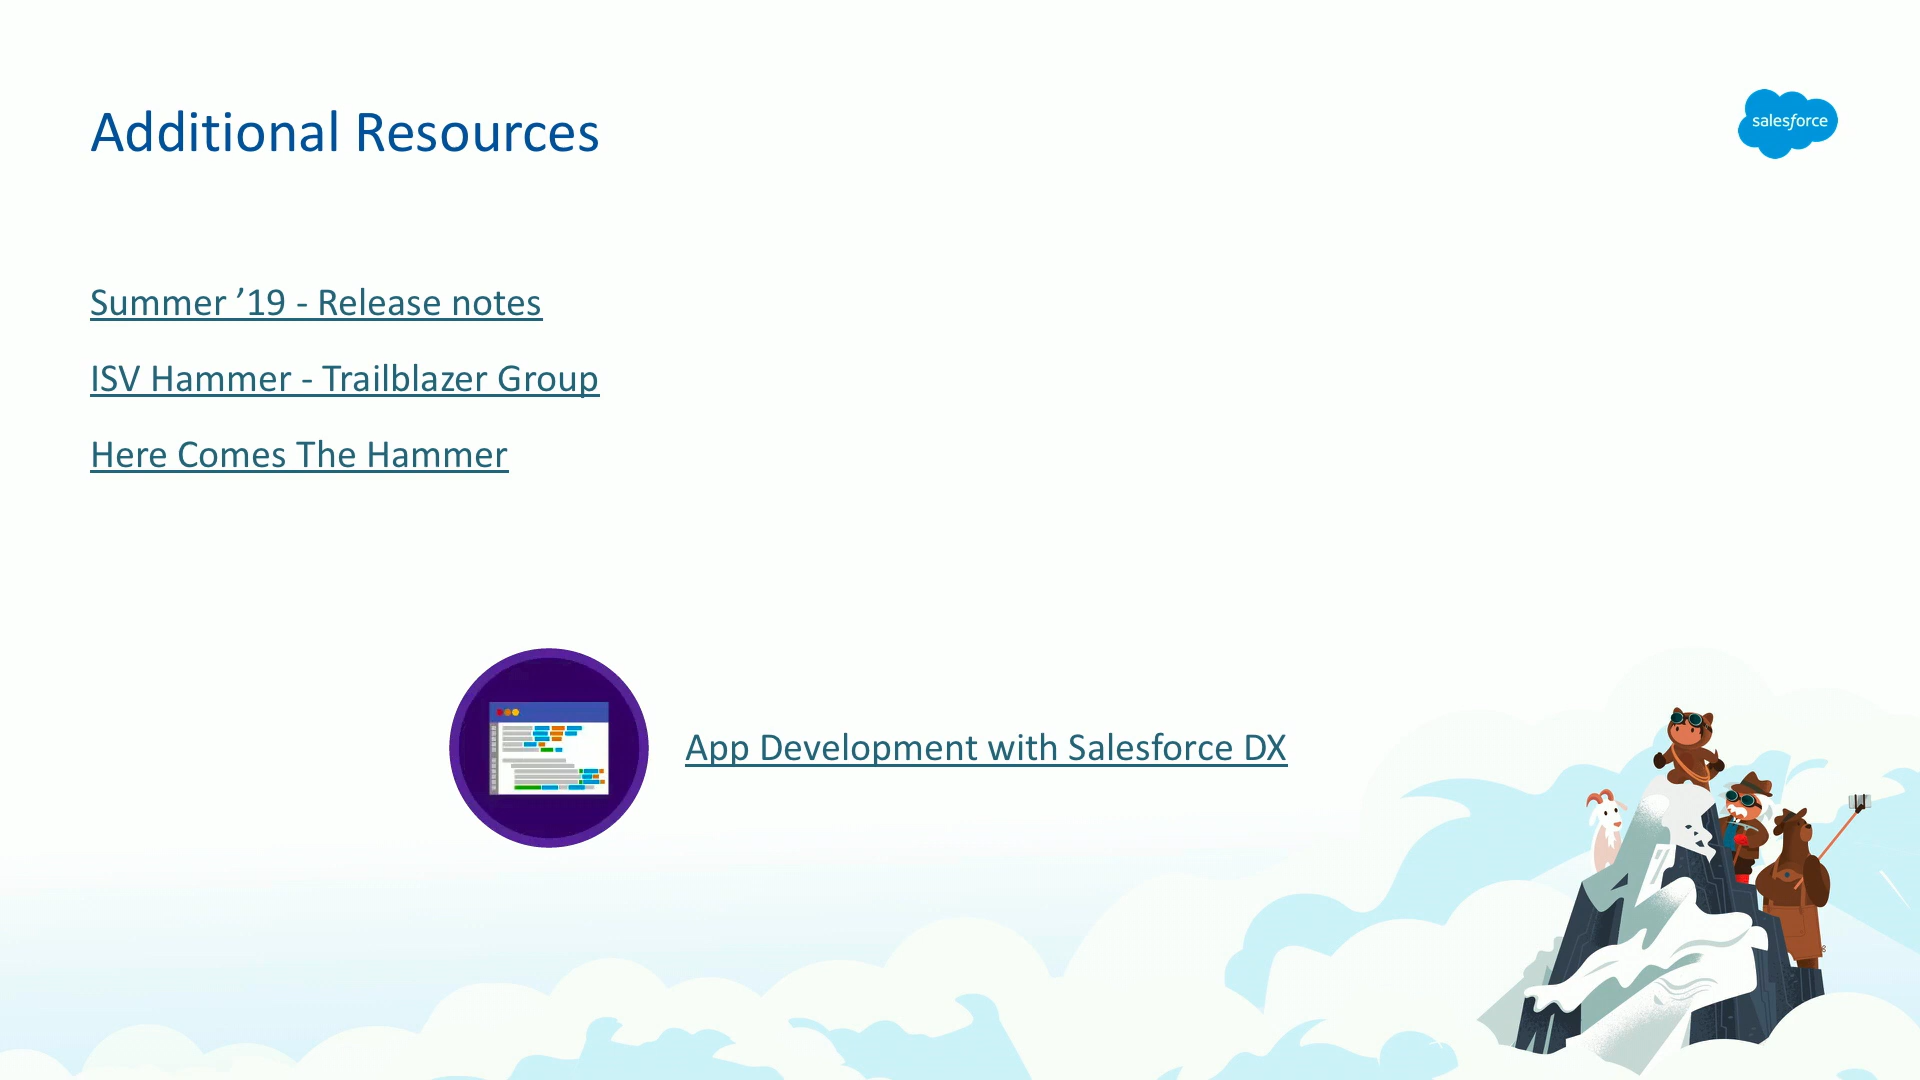 Additional Resources
salesforce
Summer ’19 - Release notes
ISV Hammer - Trailblazer Group
Here Comes The Hammer
App Development with Salesforce DX